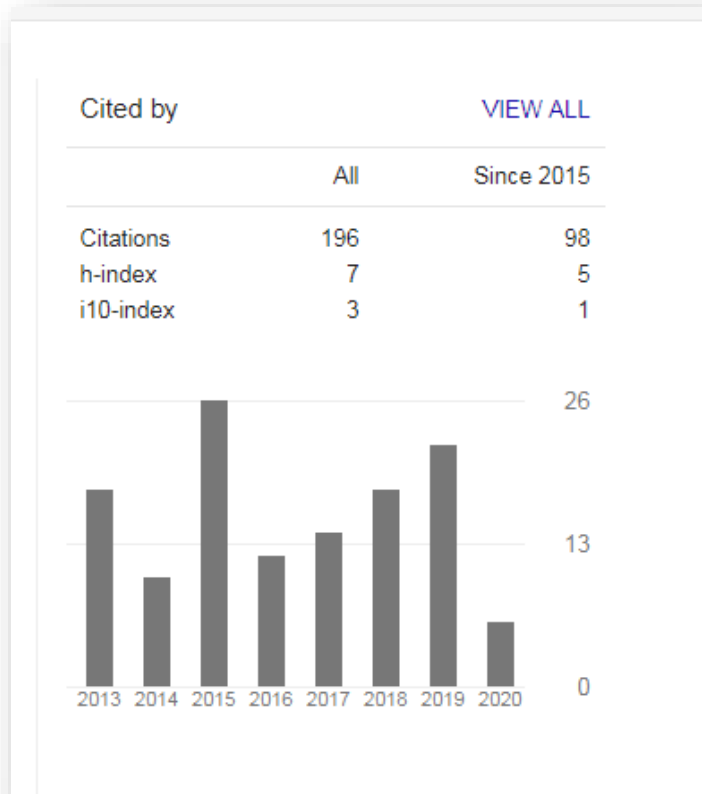 Cited by VIEW ALL
All Since 2015
Citations 196 98
h-index 7 5
i10-index 3 1
26
13
0
2013 2014 2015 2016 2017 2018 2019 2020